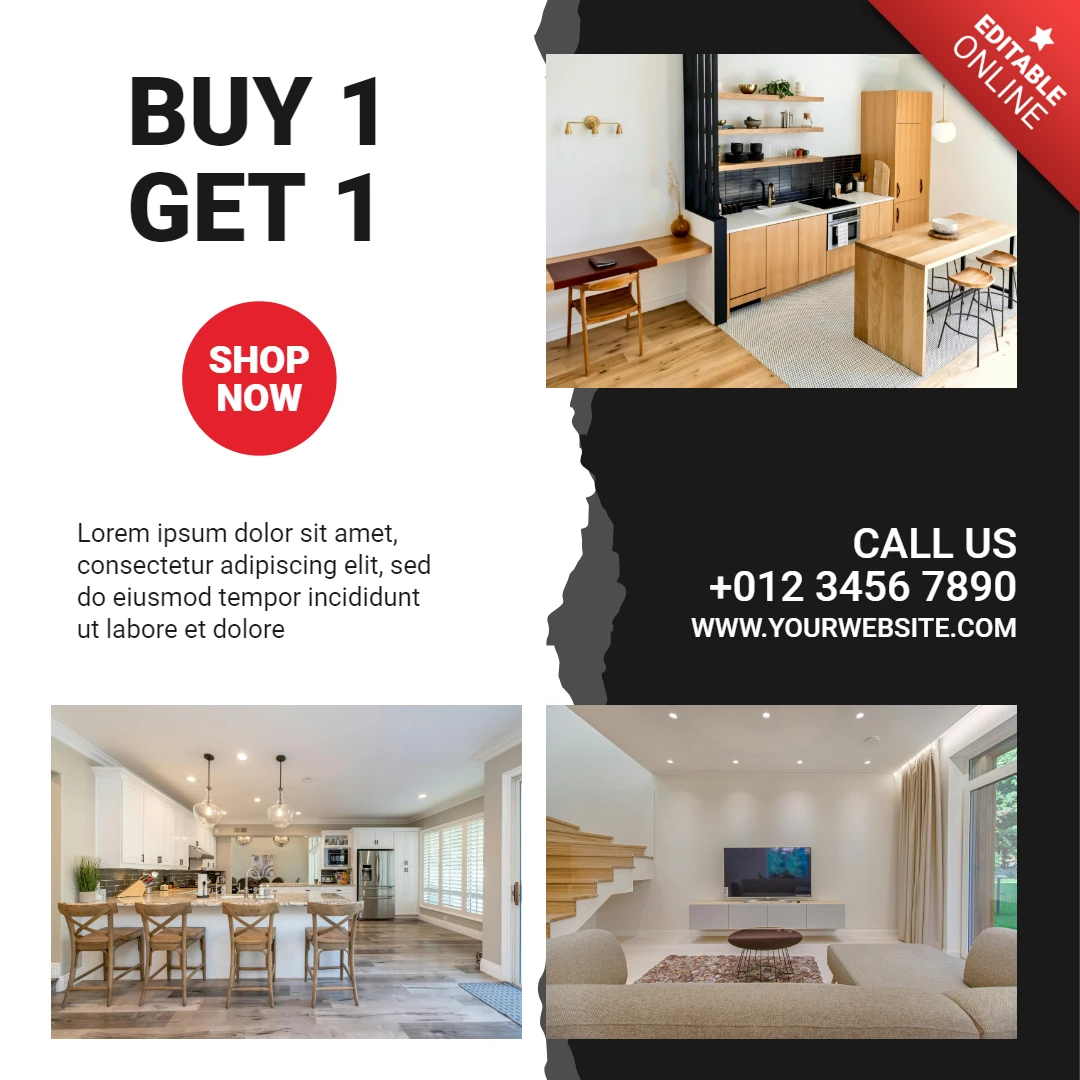 BUY 1
GET 1
SHOP
NOW
Lorem ipsum dolor sit amet,
consectetur adipiscing elit, sed
do eiusmod tempor incididunt
ut labore et dolore
EDITABLE
ONLINE
CALL US
+012 3456 7890
WWW.YOURWEBSITE.COM